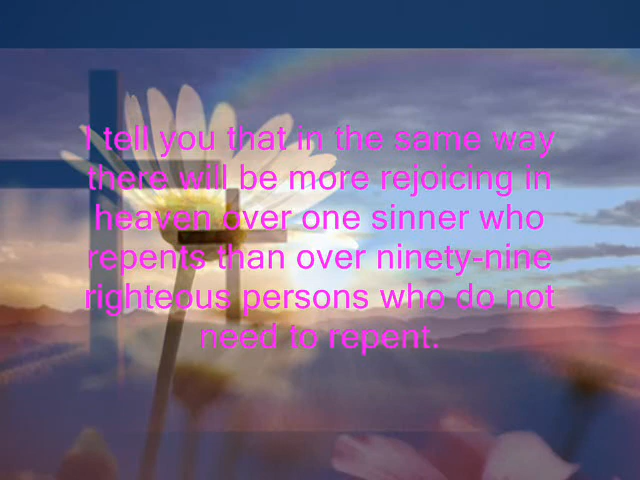 I tell you that in the same way
there will be more rejoicing in
heaven over one sinner who
repents than over ninety-nine
righteous persons who do not
need to repent.